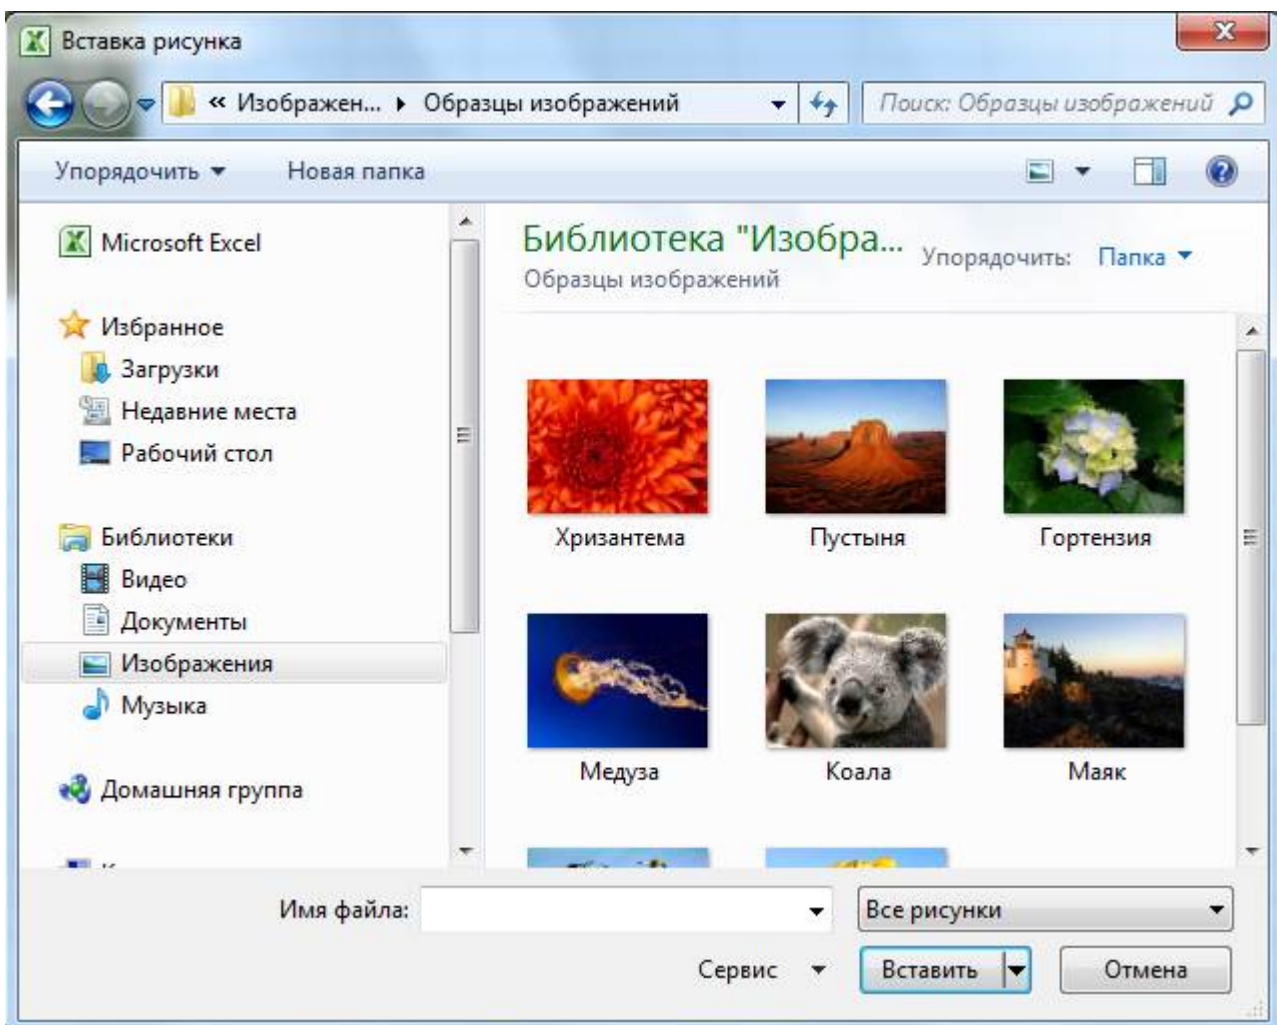 Вставка рисунка
« Изображен... ▸ Образцы изображений
Поиск: Образцы изображений
Упорядочить
Новая папка
Microsoft Excel
Избранное
Загрузки
Недавние места
Рабочий стол
Библиотеки
Видео
Документы
Изображения
Музыка
Домашняя группа
Библиотека "Изобра...
Образцы изображений
Упорядочить: Папка
Хризантема
Пустыня
Гортензия
Медуза
Коала
Маяк
Имя файла:
Все рисунки
Сервис
Вставить
Отмена